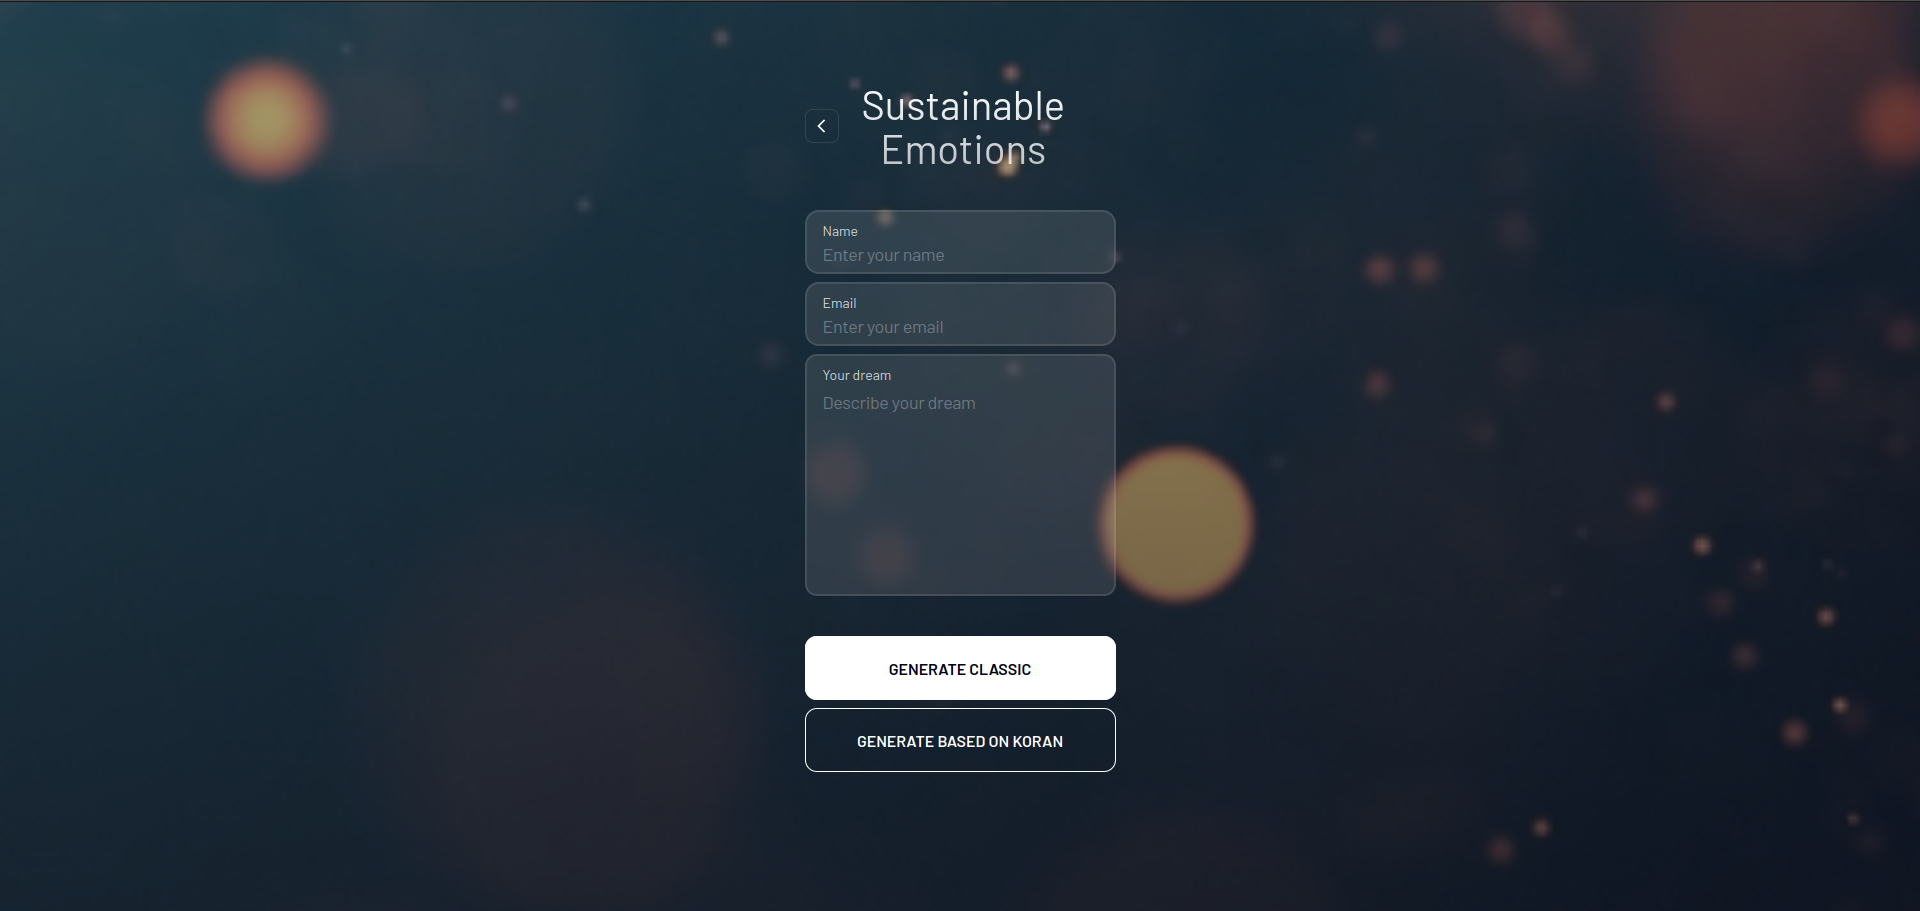 Sustainable
Emotions
Name
Enter your name
Email
Enter your email
Your dream
Describe your dream
GENERATE CLASSIC
GENERATE BASED ON KORAN